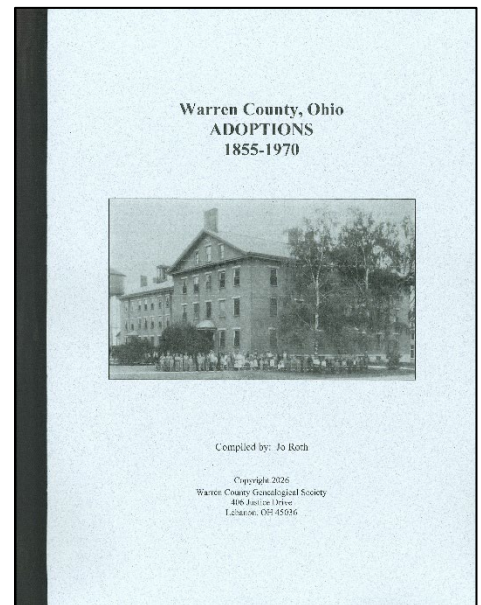 Warren County, Ohio
ADOPTIONS
1855-1970
Compiled by: Jo Roth
Copyright 2026
Warren County Genealogical Society
406 Justice Drive
Lebanon, OH 45036